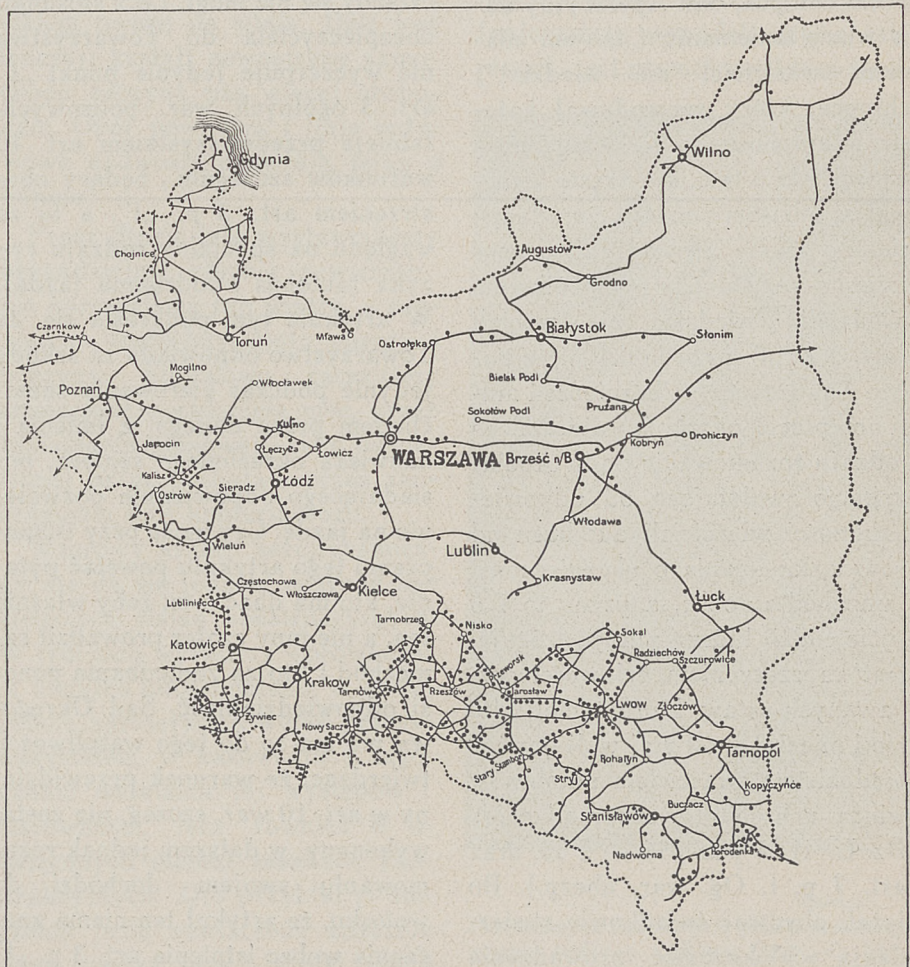 Gdynia
Wilno
Chojnice
Augustów
Grodno
Czarnków
Toruń
Mława
Ostrołęka
Białystok
Słonim
Mogilno
Włocławek
Bielsk Podl
Poznań
Prużana
Sokołów Podl
Kutno
Jarocin
Łęczyca
Łowicz
WARSZAWA
Brześć n/B
Kobryń
Drohiczyn
Kalisz
Sieradz
Łódź
Ostrów
Włodawa
Wieluń
Lublin
Krasnystaw
Częstochowa
Włoszczowa
Kielce
Lubliniec
Łuck
Tarnobrzeg
Nisko
Sokal
Katowice
Radziechów
Szczurowice
Przeworsk
Krakow
Tarnów
Rzeszów
Jarosław
Lwow
Złoczów
Żywiec
Nowy Sącz
Tarnopol
Rohatyn
Stary Sambor
Stryj
Kopyczyńce
Buczacz
Stanisławów
Nadwórna
Horodenka